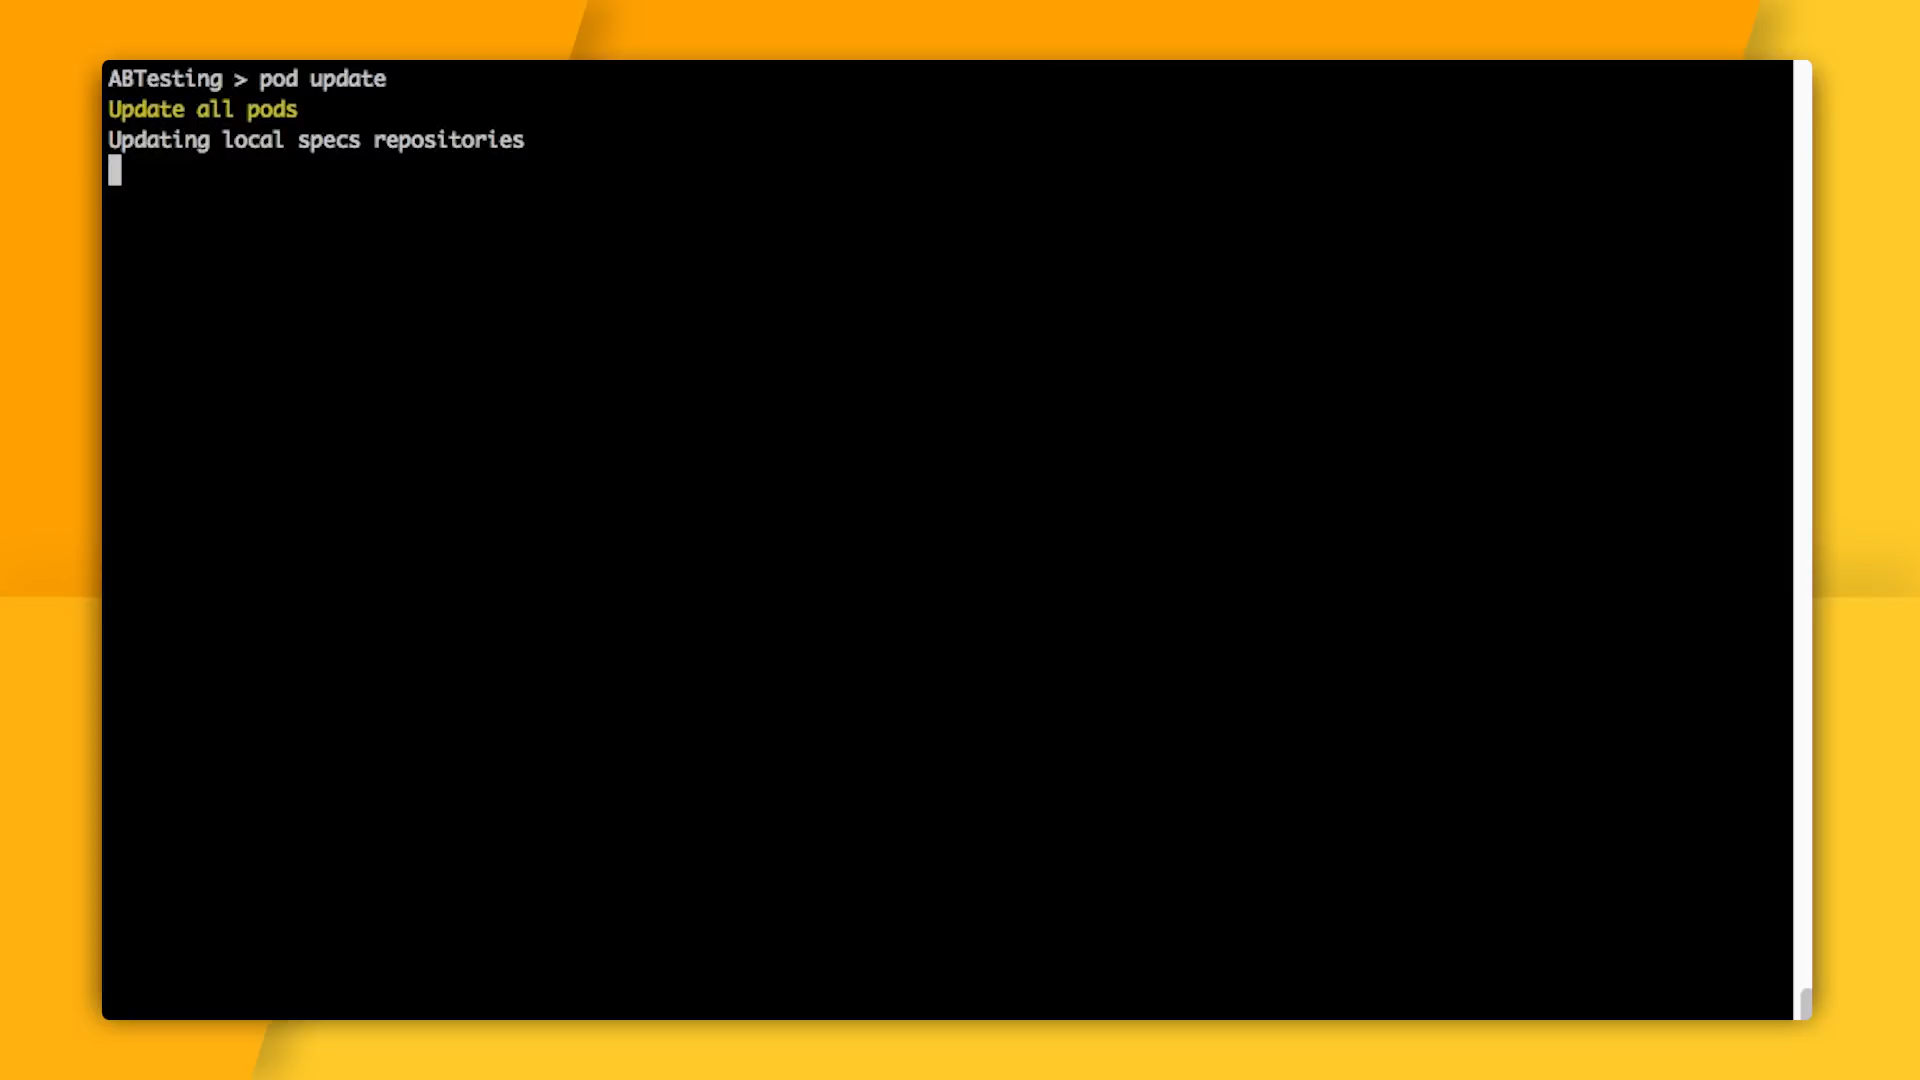 ABTesting > pod update
Update all pods
Updating local specs repositories